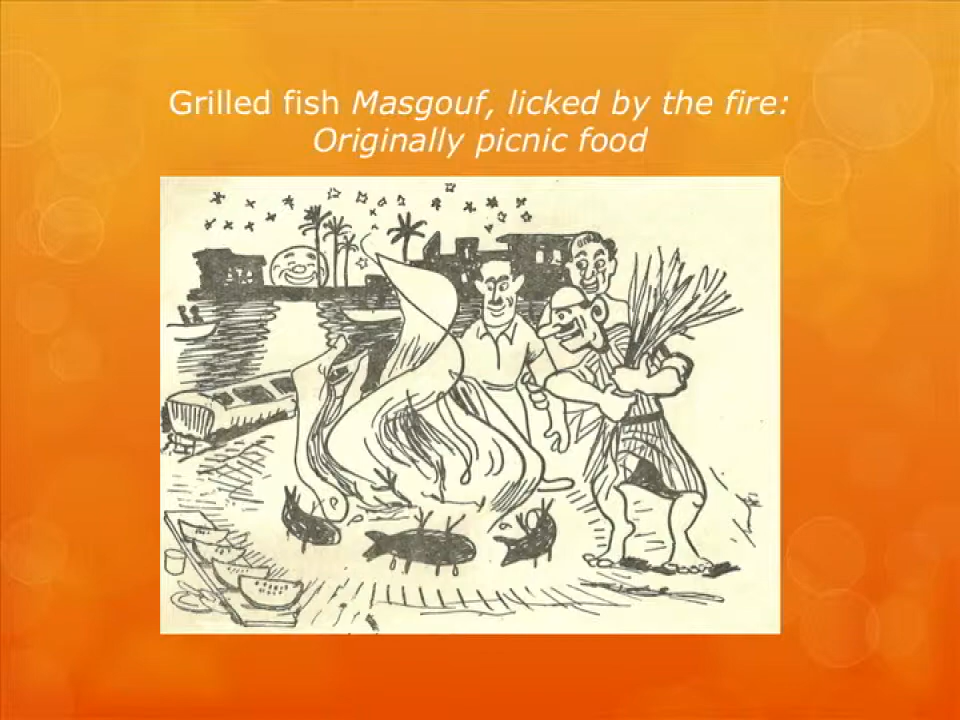 Grilled fish Masgouf, licked by the fire:
Originally picnic food